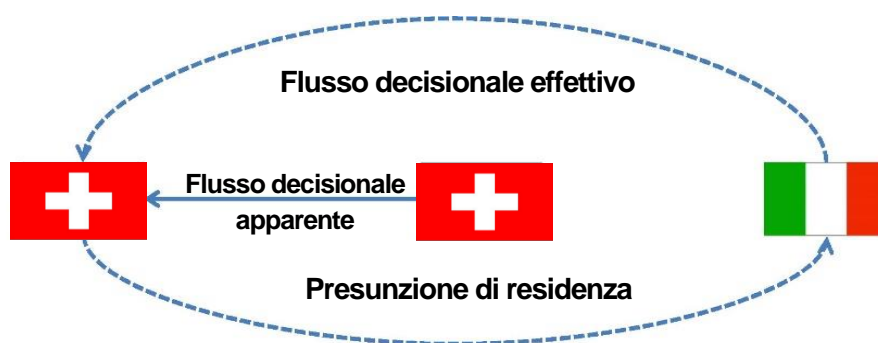 Flusso decisionale effettivo
Flusso decisionale
apparente
Presunzione di residenza